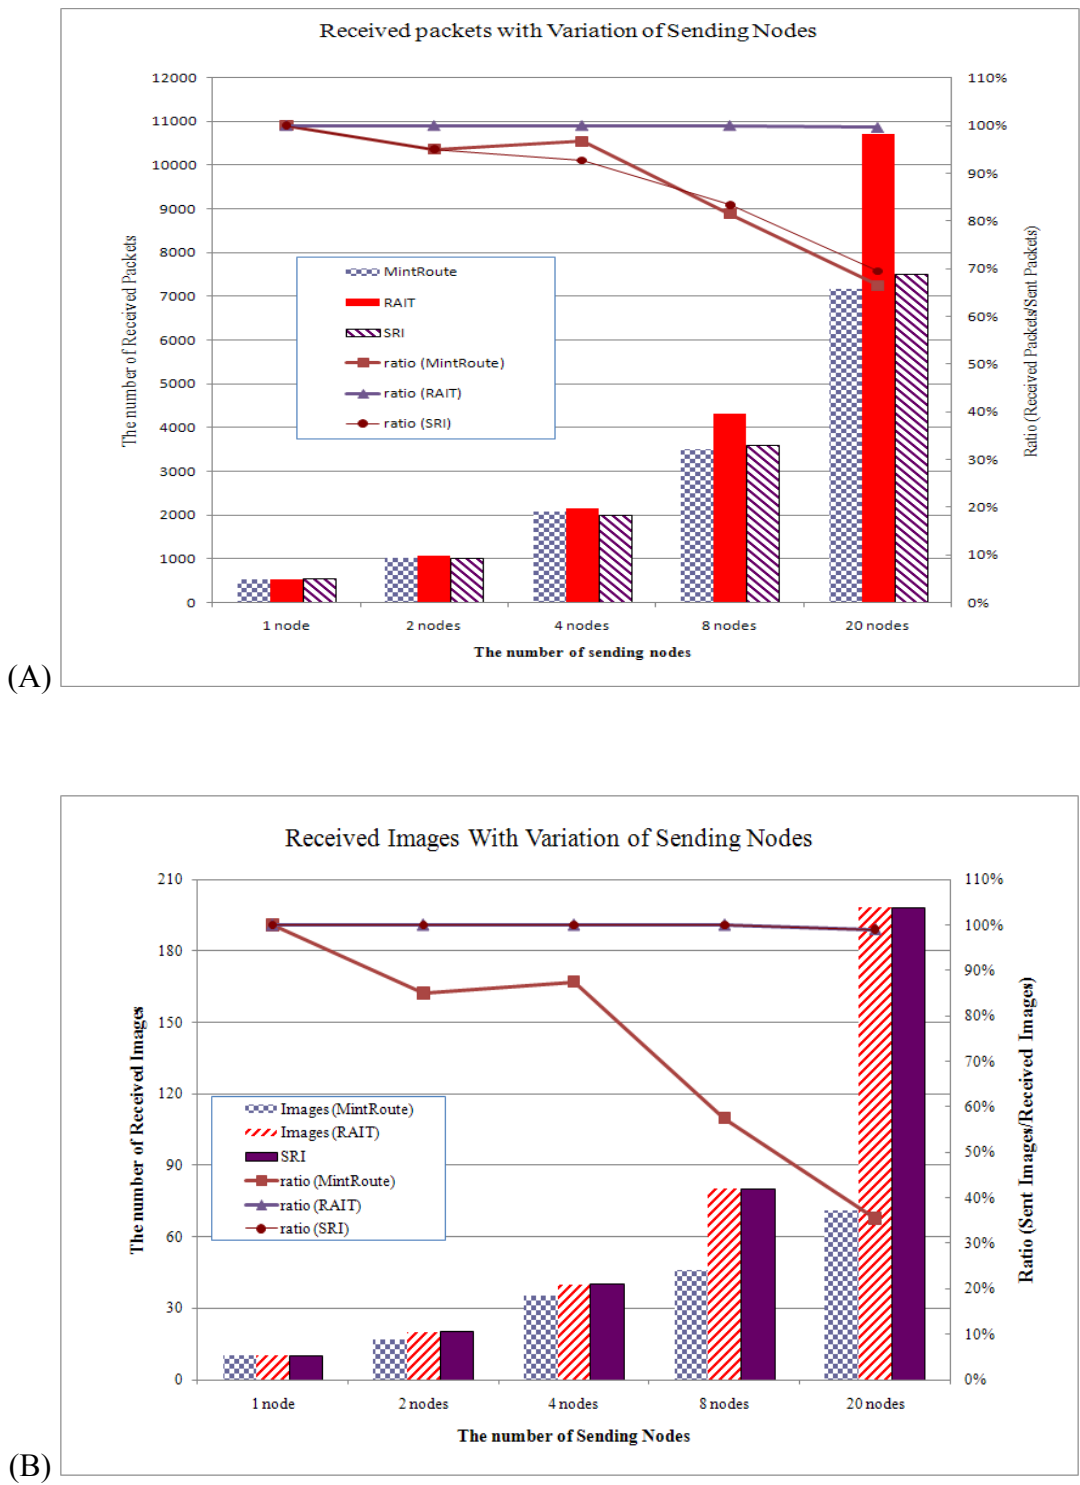 Received packets with Variation of Sending Nodes
12000
11000
10000
9000
8000
7000
6000
5000
4000
3000
2000
1000
0
The number of Received Packets
110%
100%
90%
80%
70%
60%
50%
40%
30%
20%
10%
0%
Ratio (Received Packets/Sent Packets)
MintRoute
RAIT
SRI
ratio (MintRoute)
ratio (RAIT)
ratio (SRI)
1 node 2 nodes 4 nodes 8 nodes 20 nodes
The number of sending nodes
(A)
Received Images With Variation of Sending Nodes
210
180
150
120
90
60
30
0
The number of Received Images
110%
100%
90%
80%
70%
60%
50%
40%
30%
20%
10%
0%
Ratio (Sent Images/Received Images)
Images (MintRoute)
Images (RAIT)
SRI
ratio (MintRoute)
ratio (RAIT)
ratio (SRI)
1 node 2 nodes 4 nodes 8 nodes 20 nodes
The number of Sending Nodes
(B)